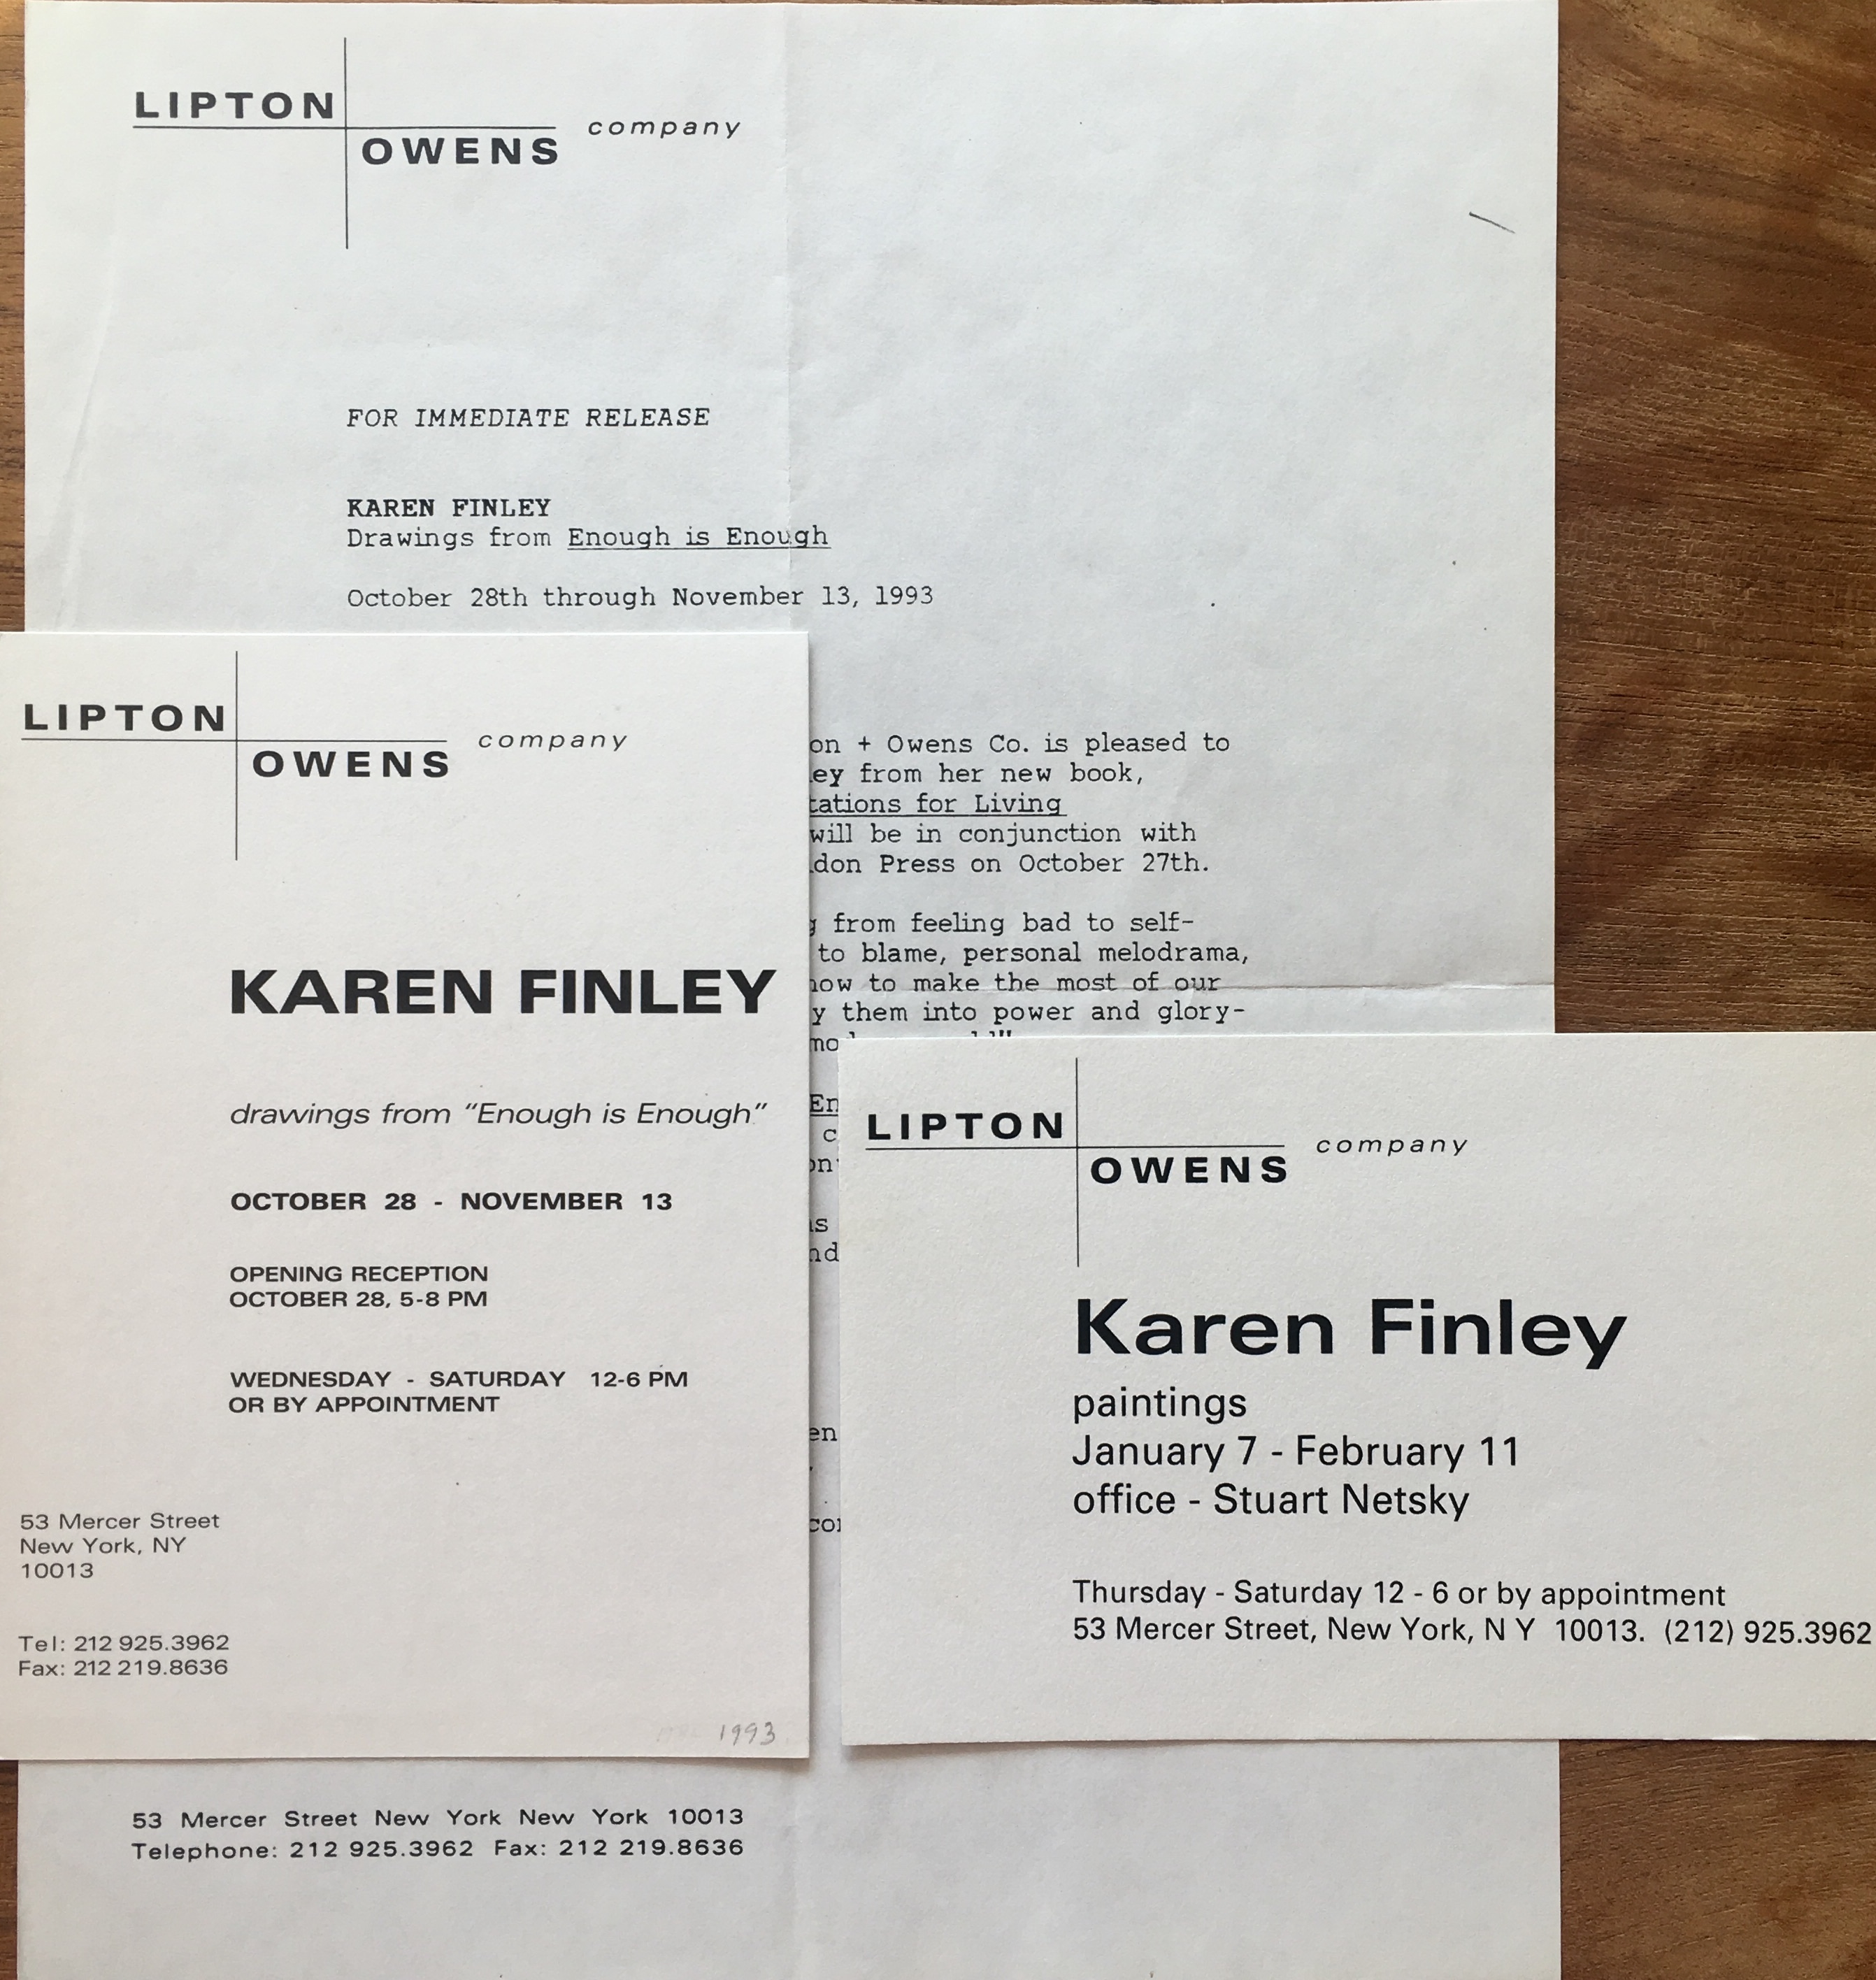 LIPTON
OWENS company
FOR IMMEDIATE RELEASE
KAREN FINLEY
Drawings from Enough is Enough
October 28th through November 13, 1993
+ Owens Co. is pleased to
from her new book,
for Living
will be in conjunction with
Press on October 27th.
from feeling bad to self-
to blame, personal melodrama,
to make the most of our
them into power and glory-
LIPTON
OWENS company
KAREN FINLEY
drawings from "Enough is Enough"
OCTOBER 28 - NOVEMBER 13
OPENING RECEPTION
OCTOBER 28, 5-8 PM
WEDNESDAY - SATURDAY 12-6 PM
OR BY APPOINTMENT
53 Mercer Street
New York, NY
10013
Tel: 212 925.3962
Fax: 212 219.8636
1993
LIPTON
OWENS company
Karen Finley
paintings
January 7 - February 11
office - Stuart Netsky
Thursday - Saturday 12 - 6 or by appointment
53 Mercer Street, New York, N Y 10013. (212) 925.3962
53 Mercer Street New York New York 10013
Telephone: 212 925.3962 Fax: 212 219.8636